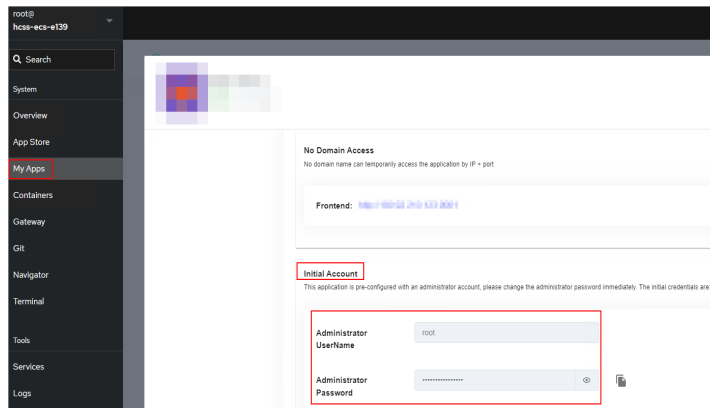 root@
hcss-ecs-e139
Search
System
Overview
App Store
My Apps
Containers
Gateway
Git
Navigator
Terminal
Tools
Services
Logs
No Domain Access
No domain name can temporarily access the application by IP + port
Frontend:
Initial Account
This application is pre-configured with an administrator account, please change the administrator password immediately. The initial credentials are:
Administrator
UserName
root
Administrator
Password